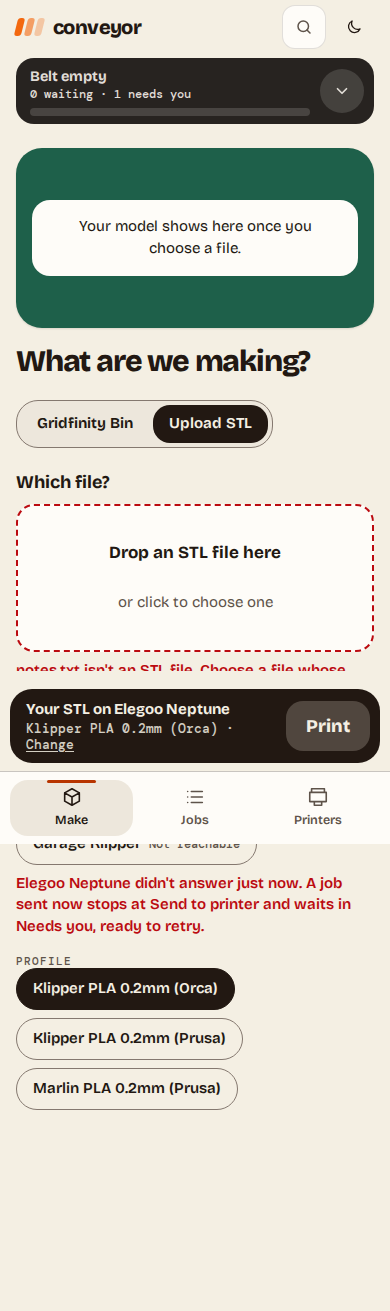 conveyor
Belt empty
0 waiting · 1 needs you
Your model shows here once you
choose a file.
What are we making?
Gridfinity Bin
Upload STL
Which file?
Drop an STL file here
or click to choose one
notes.txt isn't an STL file. Choose a file whose
Your STL on Elegoo Neptune
Klipper PLA 0.2mm (Orca) ·
Change
Print
Make
Jobs
Printers
Garage Klipper Not reachable
Elegoo Neptune didn't answer just now. A job
sent now stops at Send to printer and waits in
Needs you, ready to retry.
PROFILE
Klipper PLA 0.2mm (Orca)
Klipper PLA 0.2mm (Prusa)
Marlin PLA 0.2mm (Prusa)